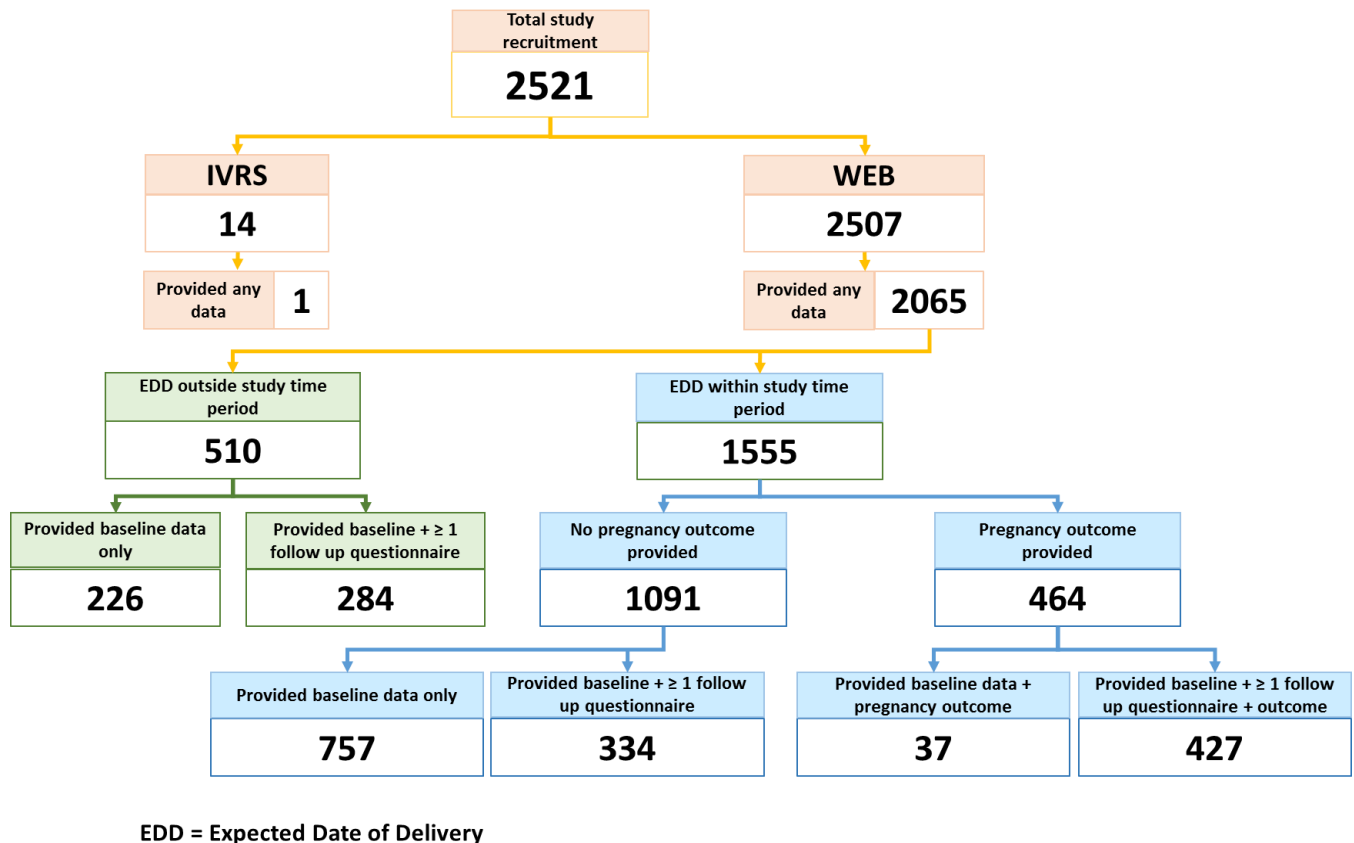 Total study
recruitment
2521
IVRS
14
Provided any
data
1
WEB
2507
Provided any
data
2065
EDD outside study time
period
510
EDD within study time
period
1555
Provided baseline data
only
226
Provided baseline + ≥ 1
follow up questionnaire
284
No pregnancy outcome
provided
1091
Pregnancy outcome
provided
464
Provided baseline data only
757
Provided baseline + ≥ 1 follow
up questionnaire
334
Provided baseline data +
pregnancy outcome
37
Provided baseline + ≥ 1 follow
up questionnaire + outcome
427
EDD = Expected Date of Delivery